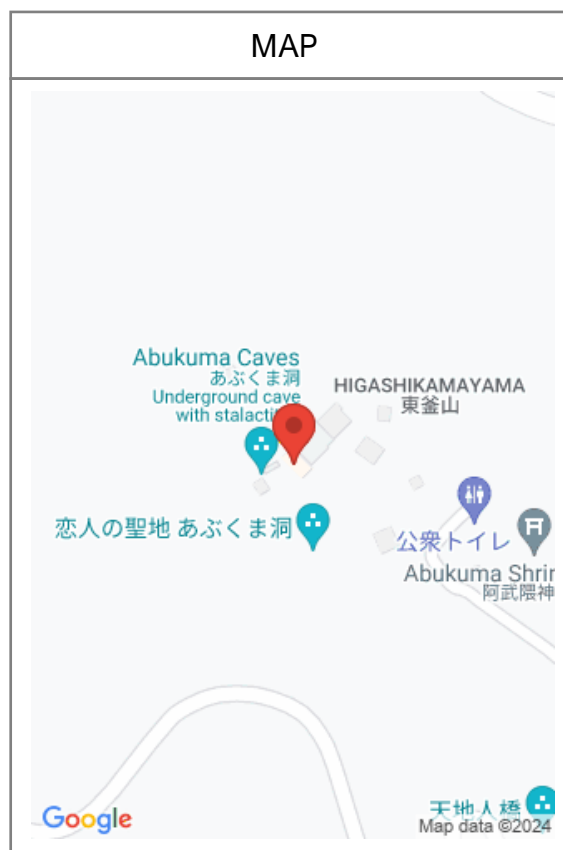 MAP
Abukuma Caves
あぶくま洞
Underground cave
with stalacti
HIGASHIKAMAYAMA
東釜山
恋人の聖地 あぶくま洞
公衆トイレ
Abukuma Shrin
阿武隈神
天地人橋
Google
Map data ©2024